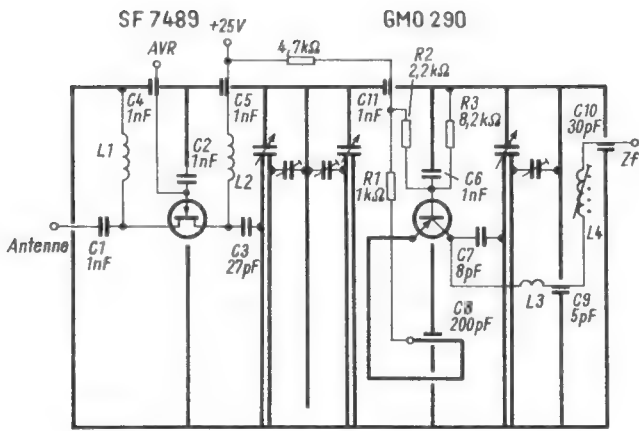 SF 7489
GMO 290
+25V
AVR
4,7kΩ
R2
2,2kΩ
C4
1nF
C5
1nF
C11
1nF
R3
8,2kΩ
C10
30pF
Zf
L1
C2
1nF
L2
R1
1kΩ
C6
1nF
L4
Antenne
C1
1nF
C3
27pF
C7
8pF
L3
C9
5pF
C8
200pF